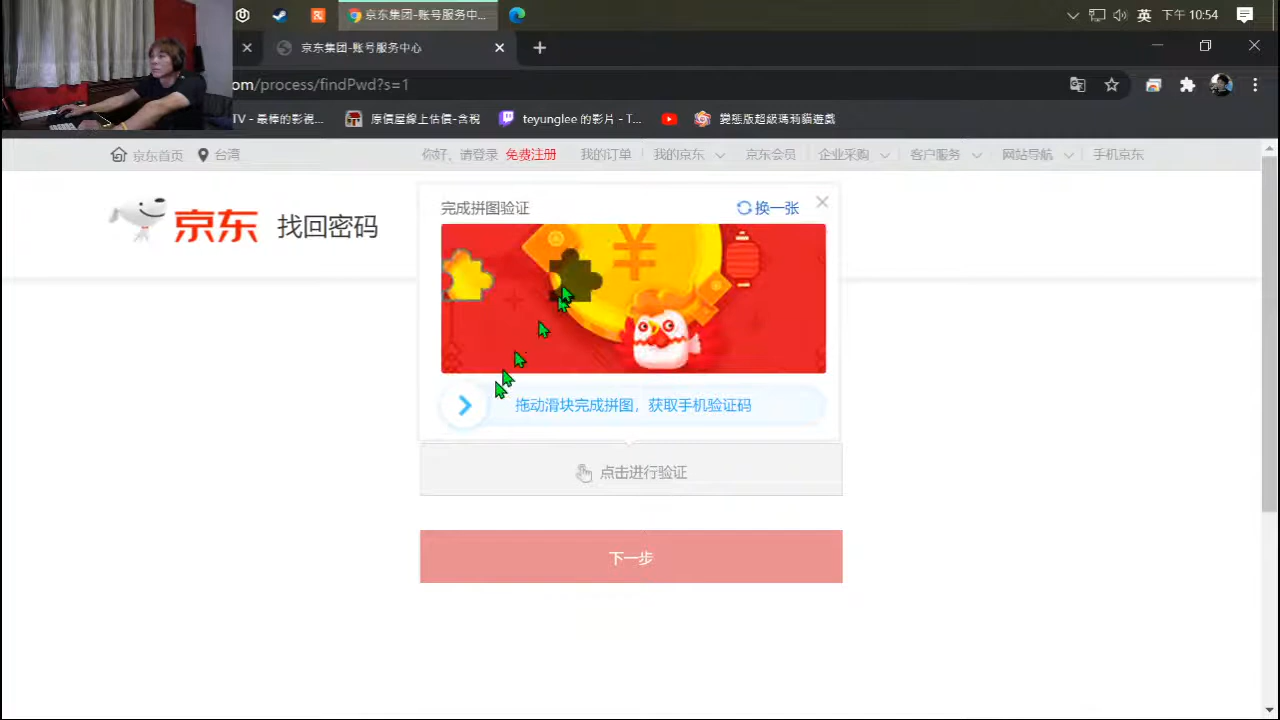 京东集团-账号服务中...
英 下午 10:54
京东集团-账号服务中心
om/process/findPwd?s=1
TV - 最棒的影視... 原價屋線上估價-含稅 teyunglee 的影片 - T... 變態版超級瑪莉貓遊戲
京东首页 台湾 你好，请登录 免费注册 我的订单 我的京东 京东会员 企业采购 客户服务 网站导航 手机京东
京东 找回密码
完成拼图验证 换一张
¥
拖动滑块完成拼图，获取手机验证码
点击进行验证
下一步